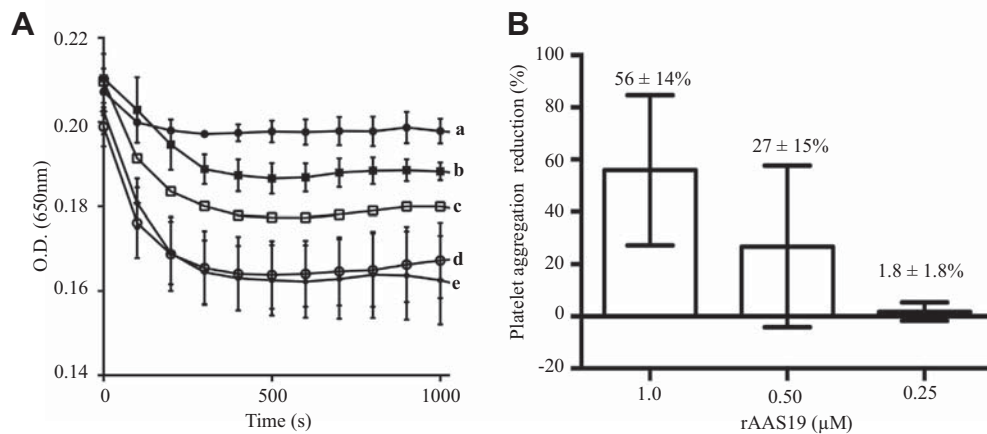 A
0.22
0.20
0.18
0.16
0.14
O.D. (650nm)
a
b
c
d
e
0
500
1000
Time (s)
B
100
80
60
40
20
0
-20
Platelet aggregation reduction (%)
56 ± 14%
27 ± 15%
1.8 ± 1.8%
1.0
0.50
0.25
rAAS19 (µM)